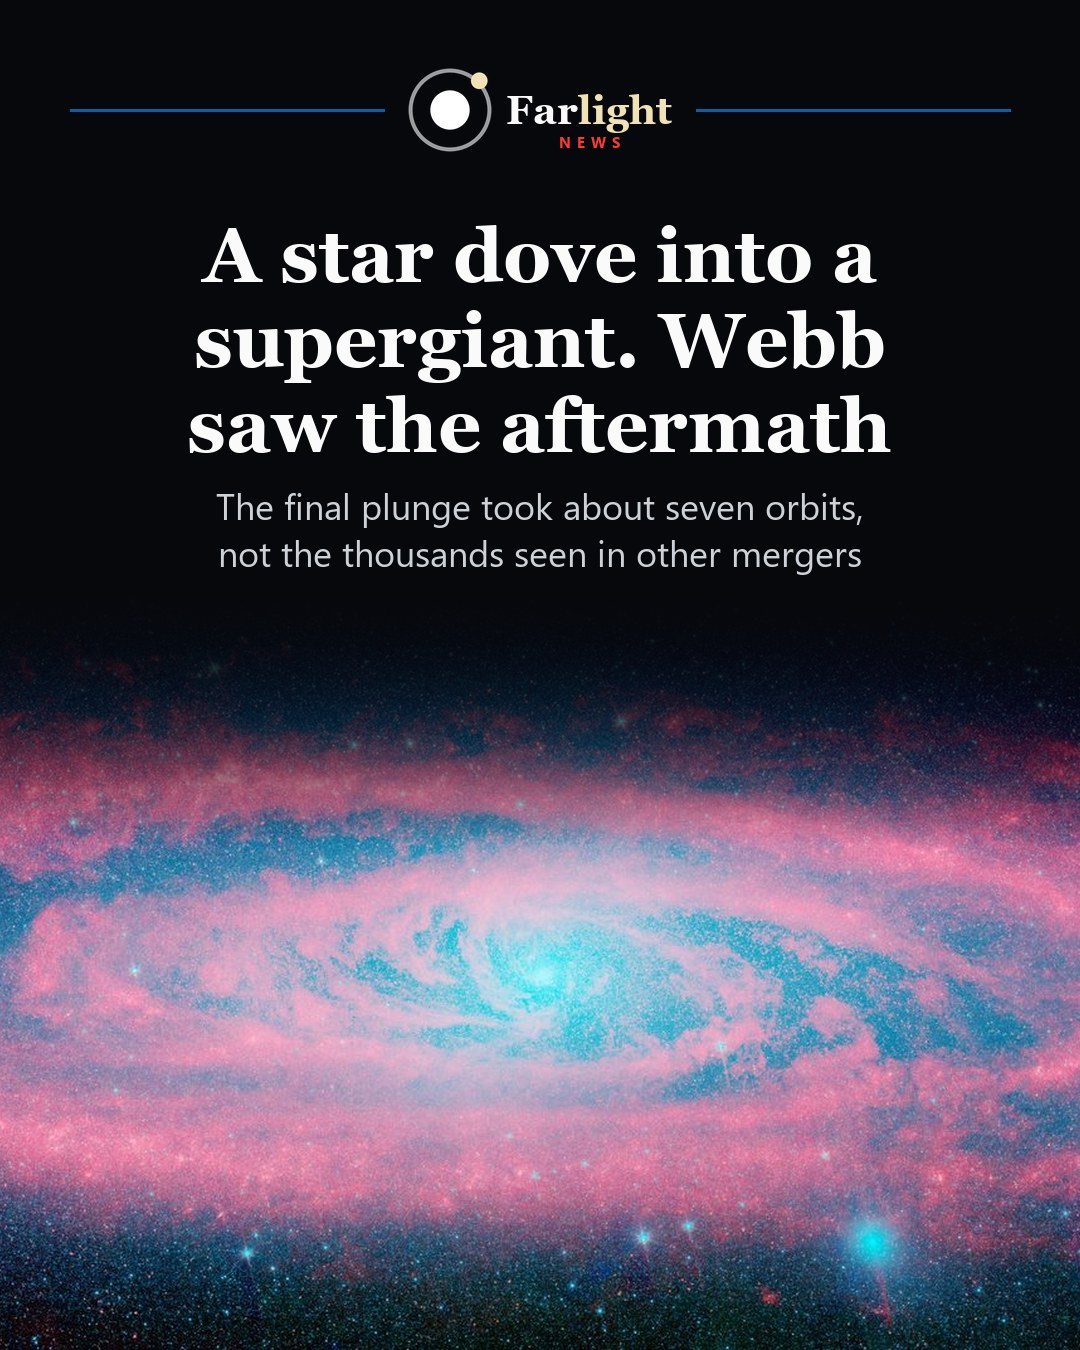 Farlight
NEWS
A star dove into a
supergiant. Webb
saw the aftermath
The final plunge took about seven orbits,
not the thousands seen in other mergers